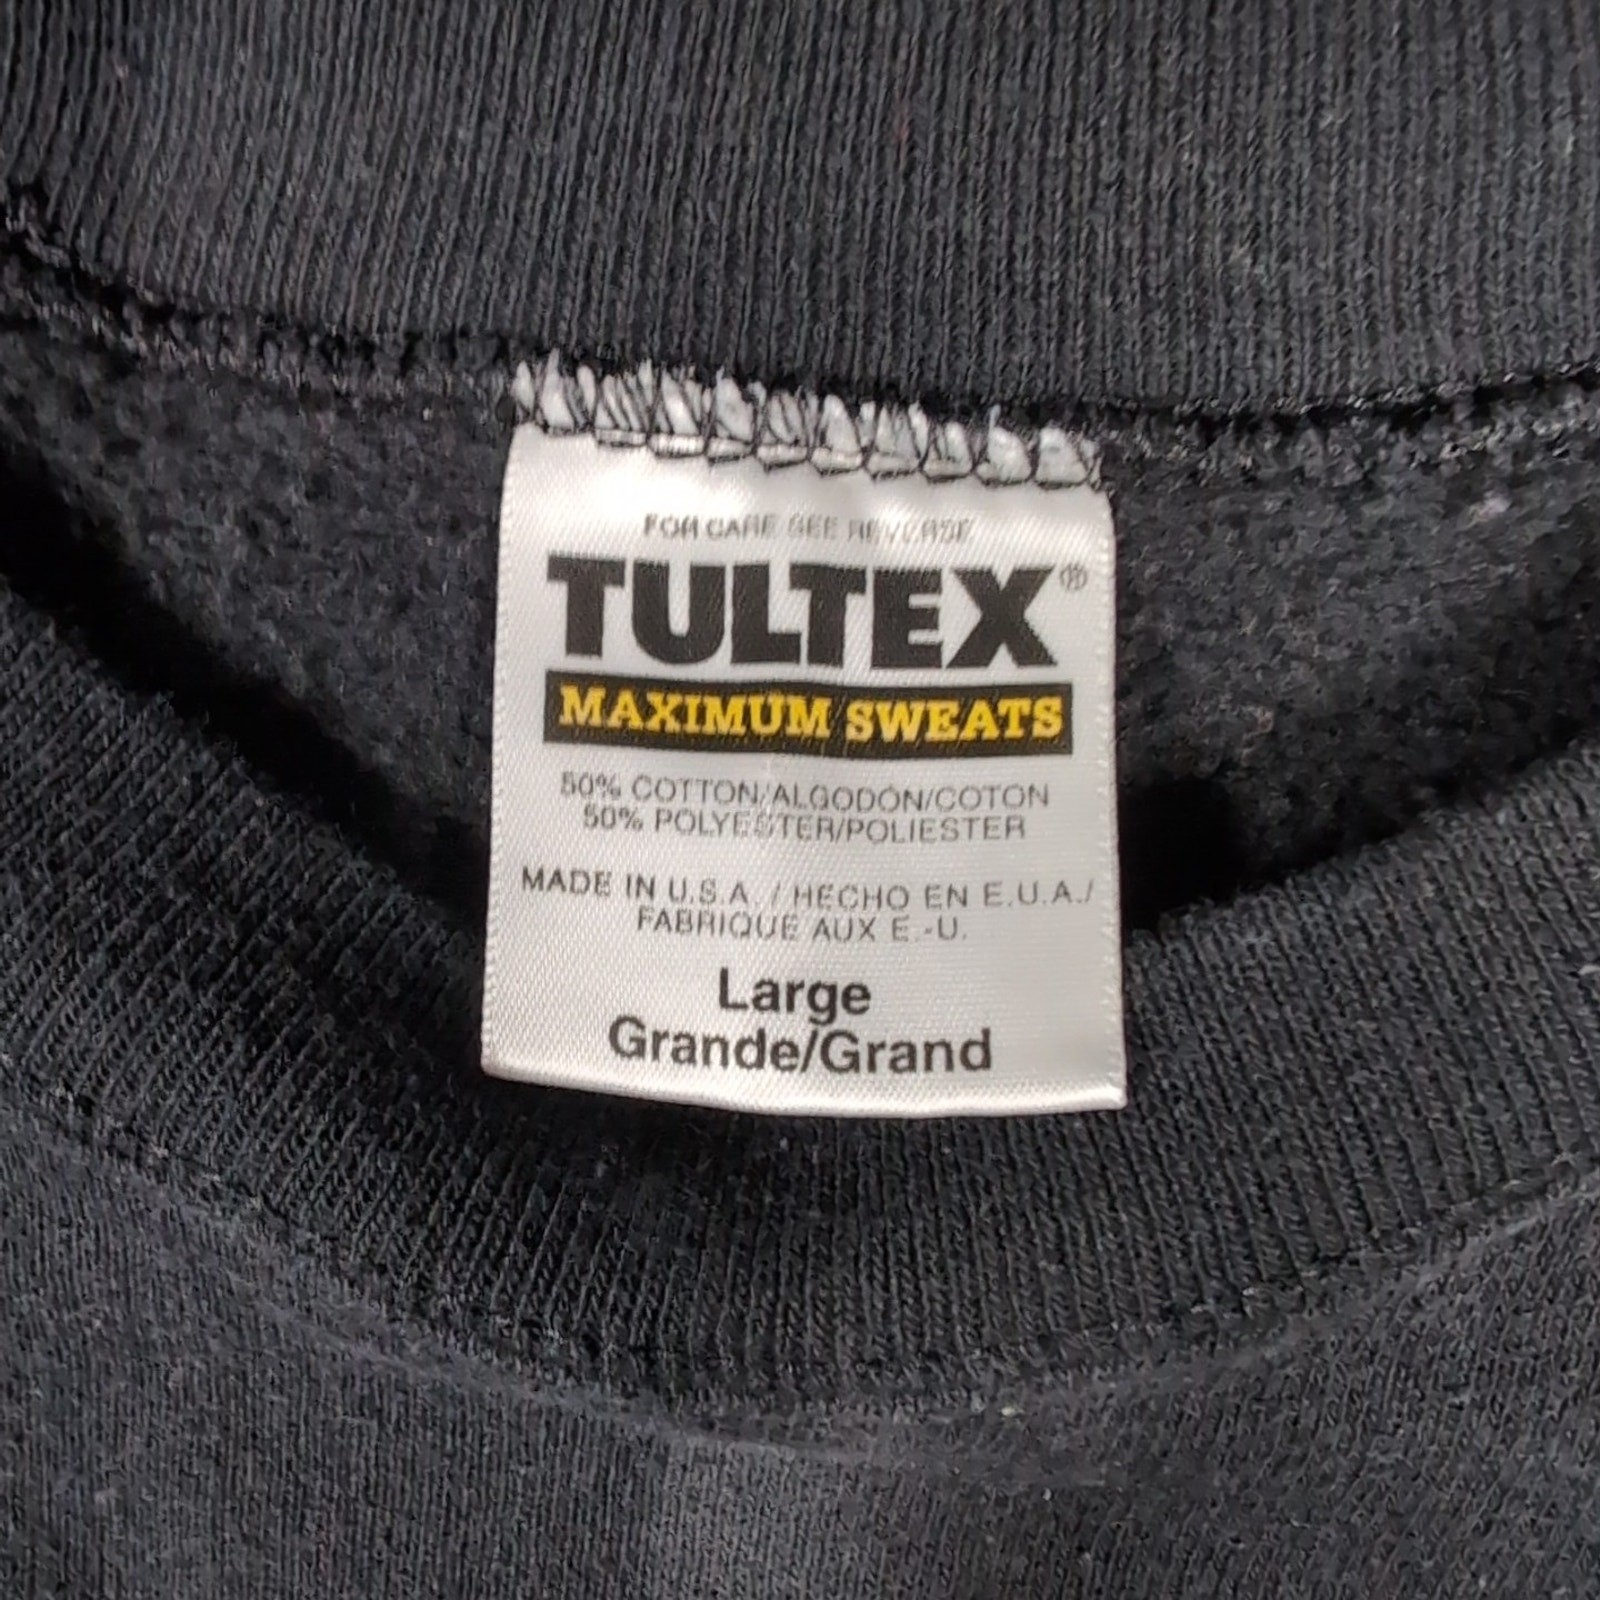 FOR CARE SEE REVERSE
TULTEX®
MAXIMUM SWEATS
50% COTTON/ALGODÓN/COTON
50% POLYESTER/POLIESTER
MADE IN U.S.A. / HECHO EN E.U.A./
FABRIQUE AUX E.-U.
Large
Grande/Grand